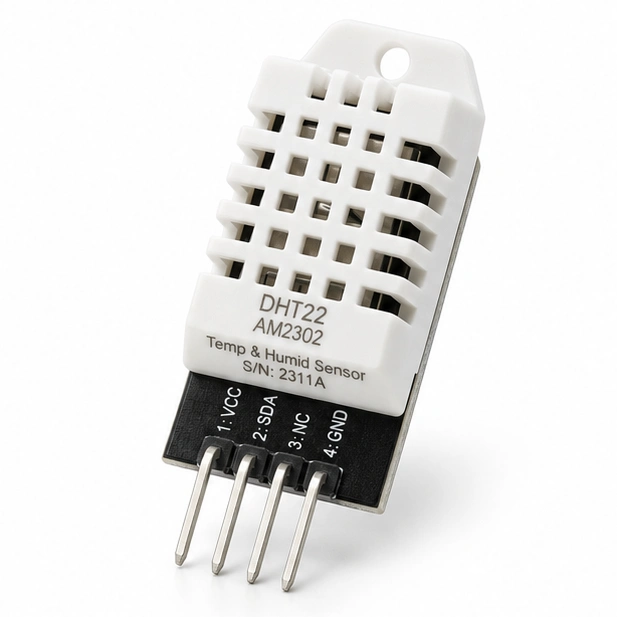 DHT22
AM2302
Temp & Humid Sensor
S/N: 2311A
1:VCC
2:SDA
3:NC
4:GND